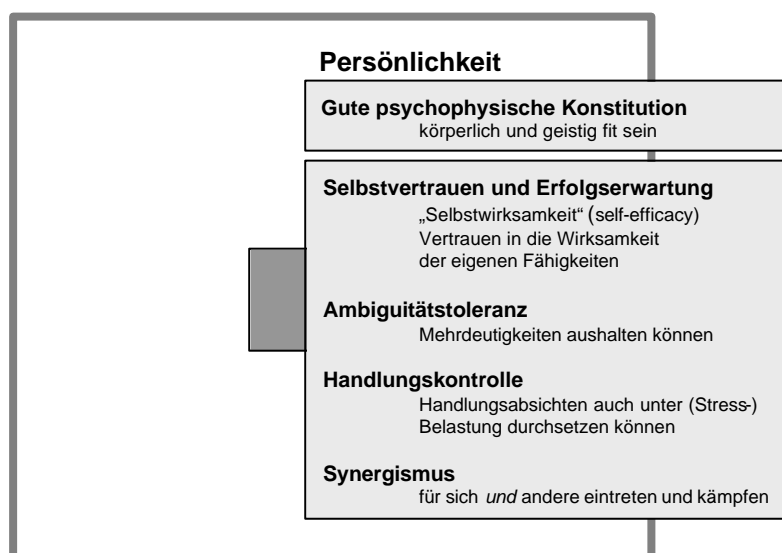 Persönlichkeit
Gute psychophysische Konstitution
körperlich und geistig fit sein
Selbstvertrauen und Erfolgserwartung
„Selbstwirksamkeit“ (self-efficacy)
Vertrauen in die Wirksamkeit
der eigenen Fähigkeiten
Ambiguitätstoleranz
Mehrdeutigkeiten aushalten können
Handlungskontrolle
Handlungsabsichten auch unter (Stress-)
Belastung durchsetzen können
Synergismus
für sich und andere eintreten und kämpfen